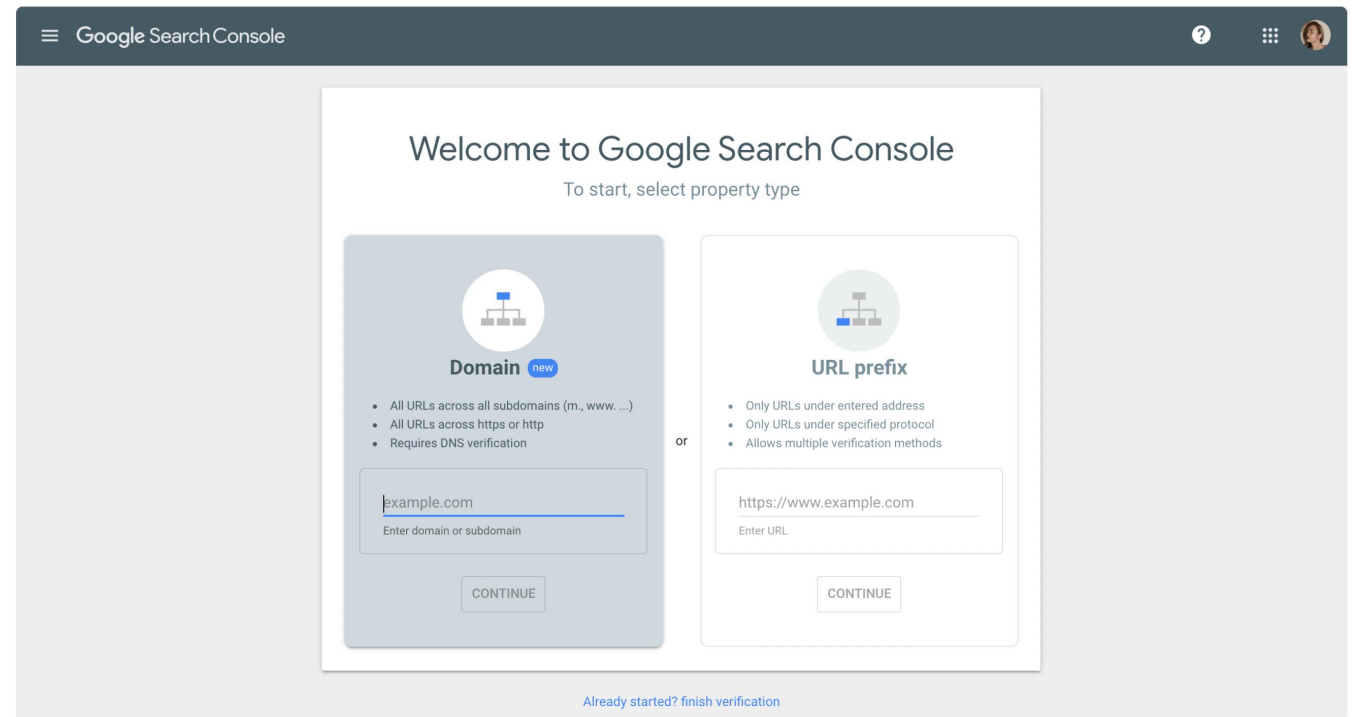 Google Search Console
?
Welcome to Google Search Console
To start, select property type
Domain new
• All URLs across all subdomains (m., www. ...)
• All URLs across https or http
• Requires DNS verification
example.com
Enter domain or subdomain
CONTINUE
or
URL prefix
• Only URLs under entered address
• Only URLs under specified protocol
• Allows multiple verification methods
https://www.example.com
Enter URL
CONTINUE
Already started? finish verification